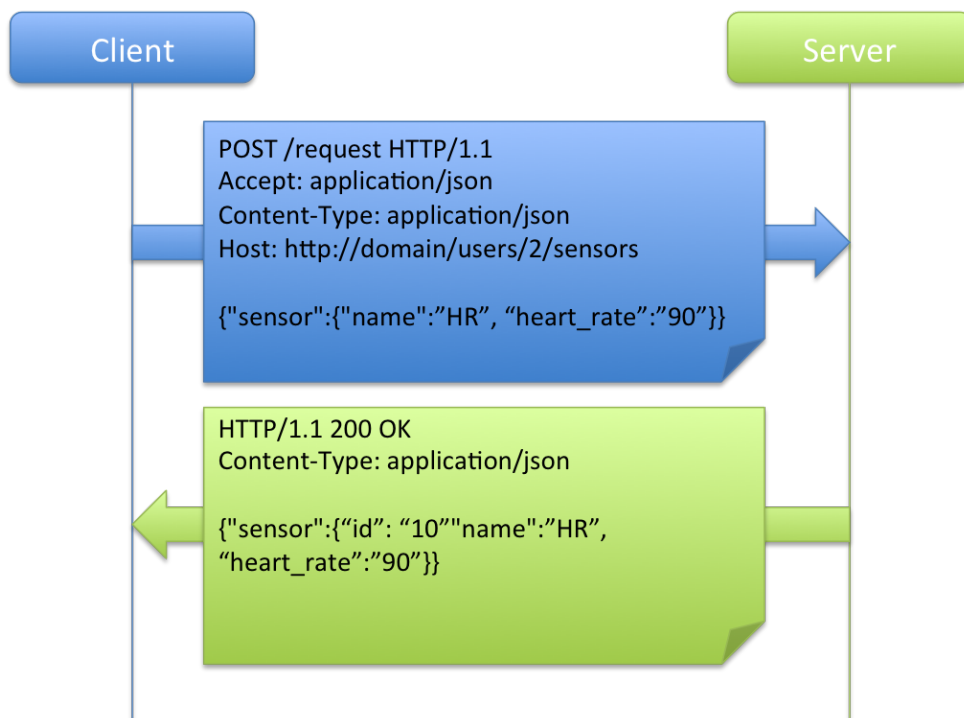 Client
Server
POST /request HTTP/1.1
Accept: application/json
Content-Type: application/json
Host: http://domain/users/2/sensors
{"sensor":{"name":”HR”, “heart_rate”:”90”}}
HTTP/1.1 200 OK
Content-Type: application/json
{"sensor":{“id”: “10”"name":”HR”,
“heart_rate”:”90”}}